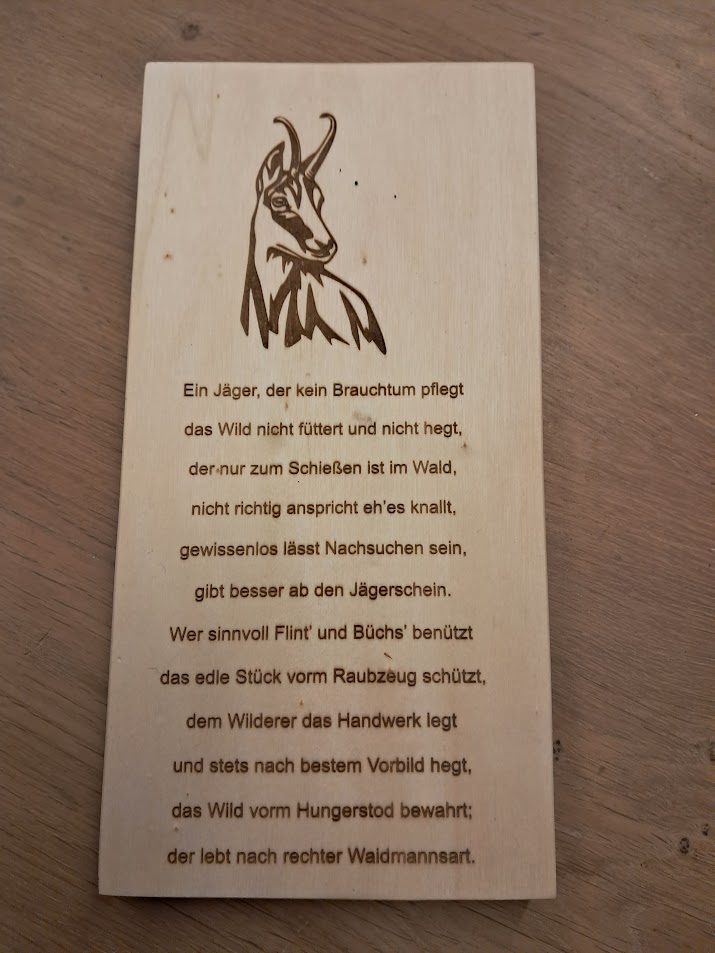 Ein Jäger, der kein Brauchtum pflegt
das Wild nicht füttert und nicht hegt,
der nur zum Schießen ist im Wald,
nicht richtig anspricht eh'es knallt,
gewissenlos lässt Nachsuchen sein,
gibt besser ab den Jägerschein.
Wer sinnvoll Flint' und Büchs' benützt
das edle Stück vorm Raubzeug schützt,
dem Wilderer das Handwerk legt
und stets nach bestem Vorbild hegt,
das Wild vorm Hungerstod bewahrt;
der lebt nach rechter Waidmannsart.